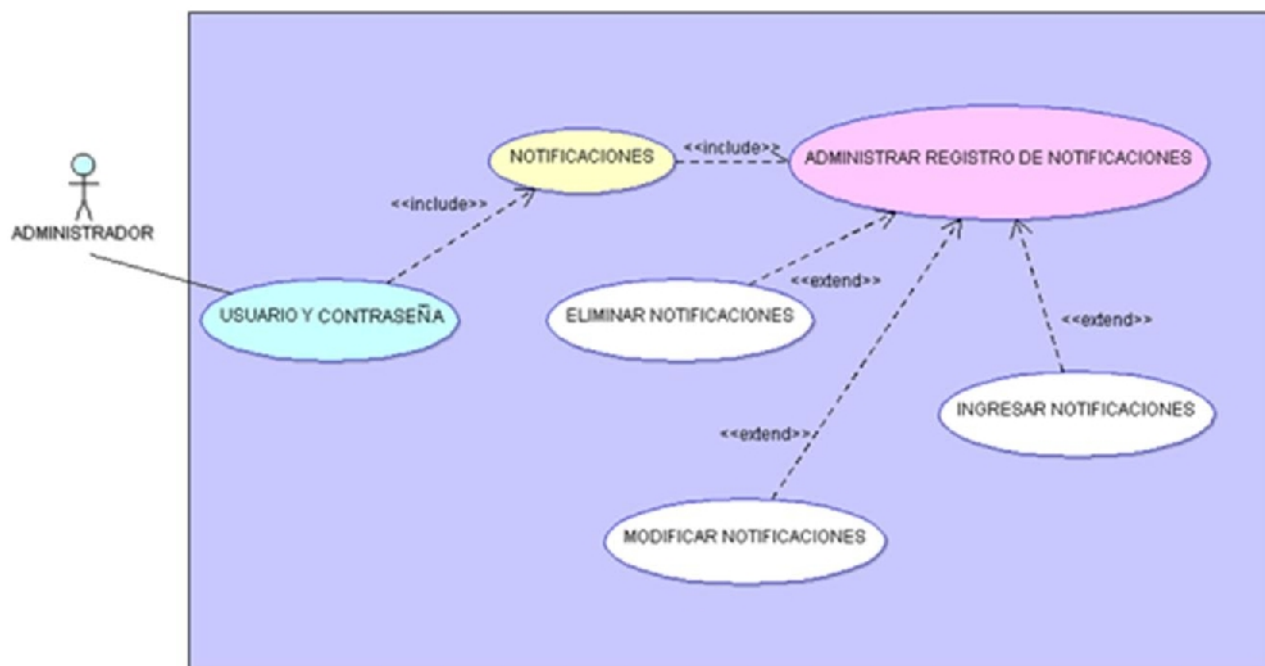 NOTIFICACIONES
<<include>>
ADMINISTRAR REGISTRO DE NOTIFICACIONES
<<include>>
ADMINISTRADOR
<<extend>>
USUARIO Y CONTRASEÑA
ELIMINAR NOTIFICACIONES
<<extend>>
INGRESAR NOTIFICACIONES
<<extend>>
MODIFICAR NOTIFICACIONES